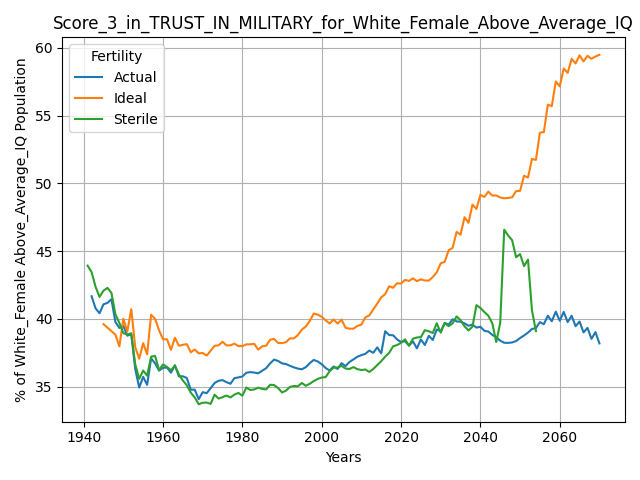 Score_3_in_TRUST_IN_MILITARY_for_White_Female_Above_Average_IQ
Fertility
Actual
Ideal
Sterile
60
55
50
45
40
35
% of White_Female Above_Average_IQ Population
1940 1960 1980 2000 2020 2040 2060
Years